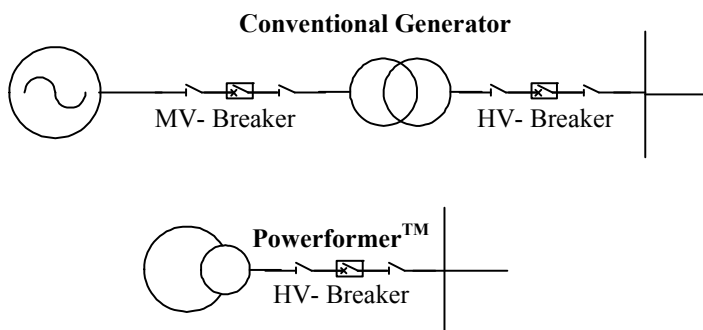 Conventional Generator
MV- Breaker
HV- Breaker
Powerformer™
HV- Breaker